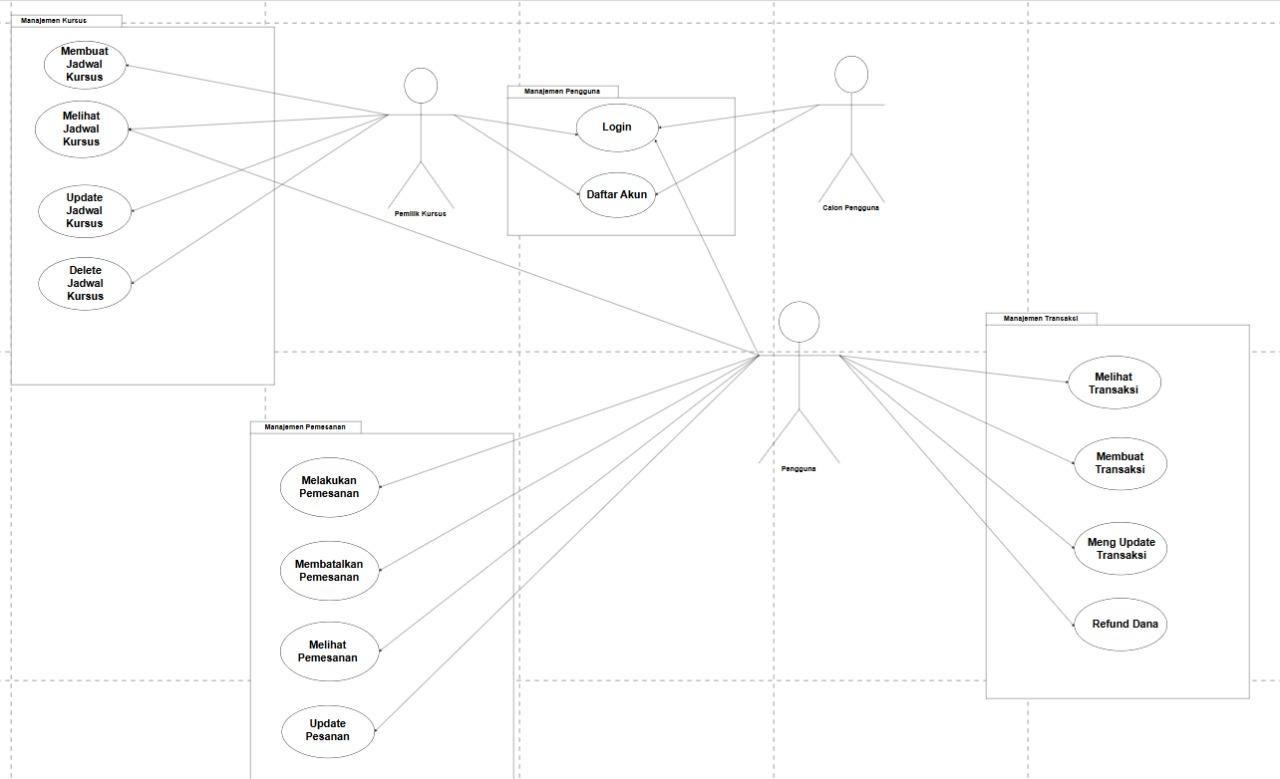 Manajemen Kursus
Membuat
Jadwal
Kursus
Melihat
Jadwal
Kursus
Update
Jadwal
Kursus
Delete
Jadwal
Kursus
Pemilik Kursus
Manajemen Pengguna
Login
Daftar Akun
Calon Pengguna
Pengguna
Manajemen Transaksi
Melihat
Transaksi
Membuat
Transaksi
Meng Update
Transaksi
Refund Dana
Manajemen Pemesanan
Melakukan
Pemesanan
Membatalkan
Pemesanan
Melihat
Pemesanan
Update
Pesanan